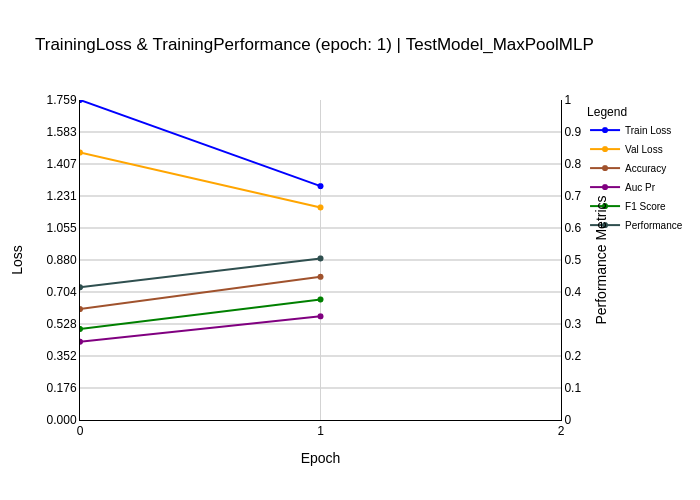 TrainingLoss & TrainingPerformance (epoch: 1) | TestModel_MaxPoolMLP
1.759
1.583
1.407
1.231
1.055
0.880
0.704
0.528
0.352
0.176
0.000
Loss
0
1
2
Epoch
1
0.9
0.8
0.7
0.6
0.5
0.4
0.3
0.2
0.1
0
Performance Metrics
Legend
Train Loss
Val Loss
Accuracy
Auc Pr
F1 Score
Performance